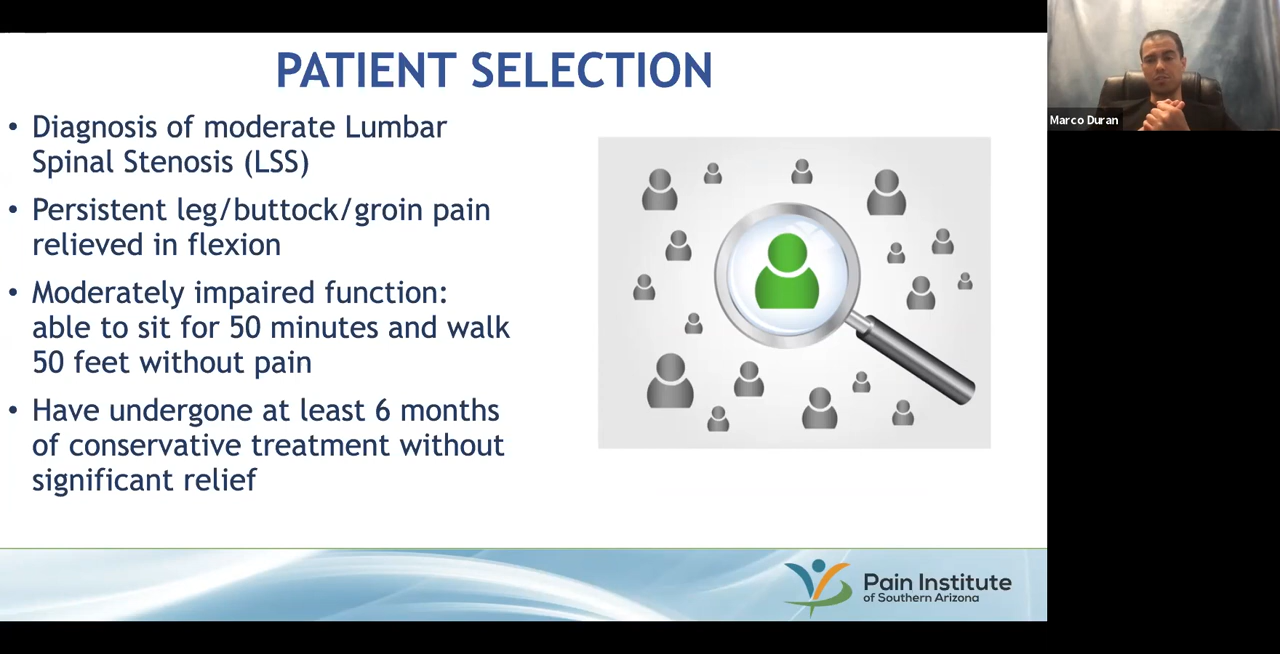 PATIENT SELECTION
• Diagnosis of moderate Lumbar
Spinal Stenosis (LSS)
• Persistent leg/buttock/groin pain
relieved in flexion
• Moderately impaired function:
able to sit for 50 minutes and walk
50 feet without pain
• Have undergone at least 6 months
of conservative treatment without
significant relief
Pain Institute
of Southern Arizona
Marco Duran